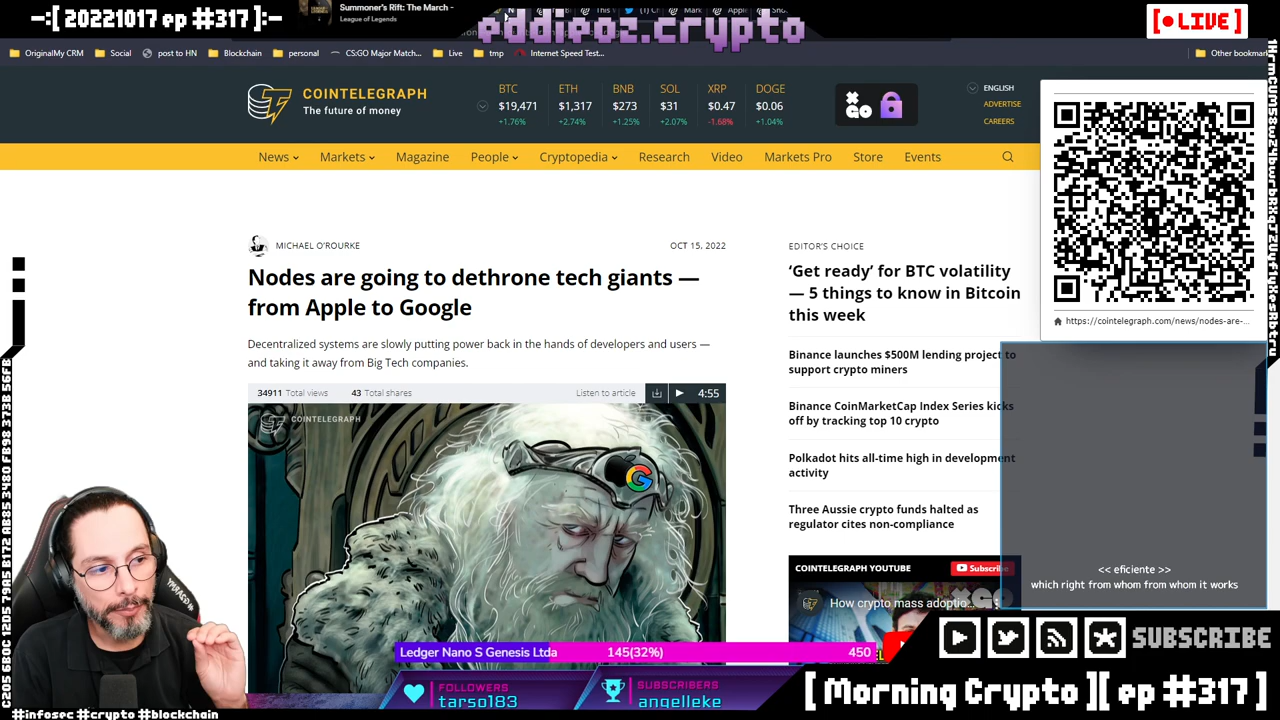 -:[ 20221017 ep #317 ]:-
Summoner's Rift: The March -
League of Legends
eddieoz.crypto
[ LIVE ]
OriginalMy CRM
Social
post to HN
Blockchain
personal
CS:GO Major Match...
Live
tmp
Internet Speed Test...
Other bookmar
COINTELEGRAPH
The future of money
BTC
$19,471
+1.76%
ETH
$1,317
+2.74%
BNB
$273
+1.25%
SOL
$31
+2.07%
XRP
$0.47
-1.68%
DOGE
$0.06
+1.04%
ENGLISH
ADVERTISE
CAREERS
News
Markets
Magazine
People
Cryptopedia
Research
Video
Markets Pro
Store
Events
MICHAEL O'ROURKE
OCT 15, 2022
Nodes are going to dethrone tech giants —
from Apple to Google
Decentralized systems are slowly putting power back in the hands of developers and users —
and taking it away from Big Tech companies.
34911 Total views
43 Total shares
Listen to article
4:55
COINTELEGRAPH
EDITOR'S CHOICE
‘Get ready’ for BTC volatility
— 5 things to know in Bitcoin
this week
Binance launches $500M lending project to
support crypto miners
Binance CoinMarketCap Index Series kicks
off by tracking top 10 crypto
Polkadot hits all-time high in development
activity
Three Aussie crypto funds halted as
regulator cites non-compliance
COINTELEGRAPH YOUTUBE
Subscribe
How crypto mass adoptio...
https://cointelegraph.com/news/nodes-are-...
<< eficiente >>
which right from whom from whom it works
Ledger Nano S Genesis Ltda
145(32%)
450
FOLLOWERS
tarso183
SUBSCRIBERS
angelleke
SUBSCRIBE
[ Morning Crypto ][ ep #317 ]
#infosec #crypto #blockchain